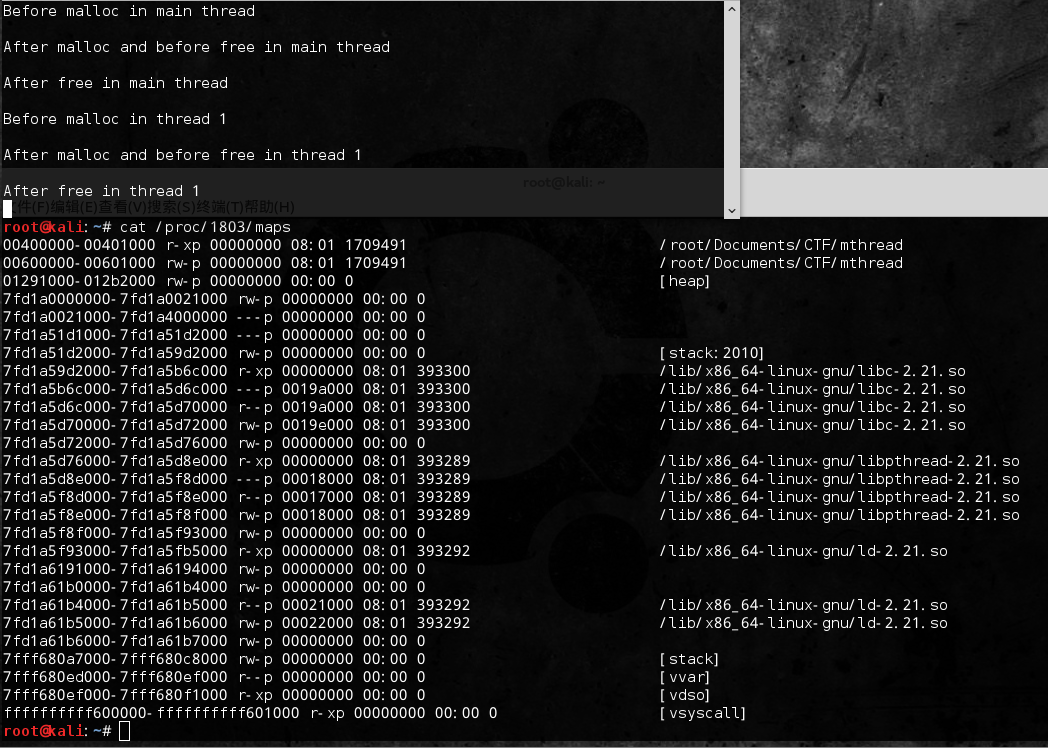 Before malloc in main thread
After malloc and before free in main thread
After free in main thread
Before malloc in thread 1
After malloc and before free in thread 1
root@kali: ~
After free in thread 1
文件(F)编辑(E)查看(V)搜索(S)终端(T)帮助(H)
root@kali:~# cat /proc/1803/maps
00400000-00401000 r-xp 00000000 08:01 1709491 /root/Documents/CTF/mthread
00600000-00601000 rw-p 00000000 08:01 1709491 /root/Documents/CTF/mthread
01291000-012b2000 rw-p 00000000 00:00 0 [heap]
7fd1a0000000-7fd1a0021000 rw-p 00000000 00:00 0
7fd1a0021000-7fd1a4000000 ---p 00000000 00:00 0
7fd1a51d1000-7fd1a51d2000 ---p 00000000 00:00 0
7fd1a51d2000-7fd1a59d2000 rw-p 00000000 00:00 0 [stack:2010]
7fd1a59d2000-7fd1a5b6c000 r-xp 00000000 08:01 393300 /lib/x86_64-linux-gnu/libc-2.21.so
7fd1a5b6c000-7fd1a5d6c000 ---p 0019a000 08:01 393300 /lib/x86_64-linux-gnu/libc-2.21.so
7fd1a5d6c000-7fd1a5d70000 r--p 0019a000 08:01 393300 /lib/x86_64-linux-gnu/libc-2.21.so
7fd1a5d70000-7fd1a5d72000 rw-p 0019e000 08:01 393300 /lib/x86_64-linux-gnu/libc-2.21.so
7fd1a5d72000-7fd1a5d76000 rw-p 00000000 00:00 0
7fd1a5d76000-7fd1a5d8e000 r-xp 00000000 08:01 393289 /lib/x86_64-linux-gnu/libpthread-2.21.so
7fd1a5d8e000-7fd1a5f8d000 ---p 00018000 08:01 393289 /lib/x86_64-linux-gnu/libpthread-2.21.so
7fd1a5f8d000-7fd1a5f8e000 r--p 00017000 08:01 393289 /lib/x86_64-linux-gnu/libpthread-2.21.so
7fd1a5f8e000-7fd1a5f8f000 rw-p 00018000 08:01 393289 /lib/x86_64-linux-gnu/libpthread-2.21.so
7fd1a5f8f000-7fd1a5f93000 rw-p 00000000 00:00 0
7fd1a5f93000-7fd1a5fb5000 r-xp 00000000 08:01 393292 /lib/x86_64-linux-gnu/ld-2.21.so
7fd1a6191000-7fd1a6194000 rw-p 00000000 00:00 0
7fd1a61b0000-7fd1a61b4000 rw-p 00000000 00:00 0
7fd1a61b4000-7fd1a61b5000 r--p 00021000 08:01 393292 /lib/x86_64-linux-gnu/ld-2.21.so
7fd1a61b5000-7fd1a61b6000 rw-p 00022000 08:01 393292 /lib/x86_64-linux-gnu/ld-2.21.so
7fd1a61b6000-7fd1a61b7000 rw-p 00000000 00:00 0
7fff680a7000-7fff680c8000 rw-p 00000000 00:00 0 [stack]
7fff680ed000-7fff680ef000 r--p 00000000 00:00 0 [vvar]
7fff680ef000-7fff680f1000 r-xp 00000000 00:00 0 [vdso]
ffffffffff600000-ffffffffff601000 r-xp 00000000 00:00 0 [vsyscall]
root@kali:~#